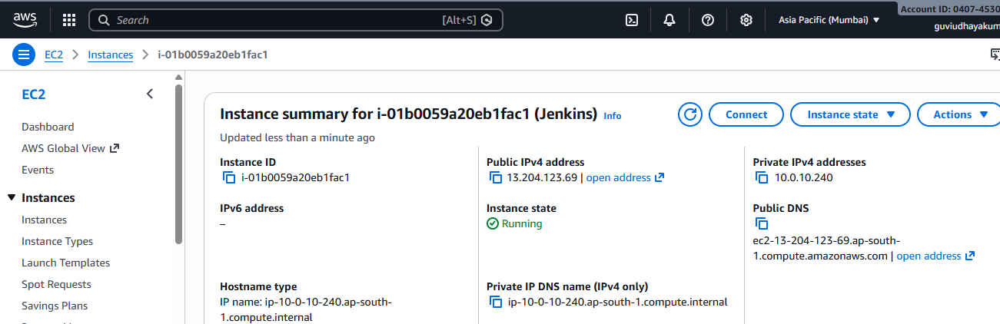 aws
Search
[Alt+S]
Asia Pacific (Mumbai)
Account ID: 0407-4530
guviudhayakum
EC2
Instances
i-01b0059a20eb1fac1
EC2
Dashboard
AWS Global View
Events
Instances
Instances
Instance Types
Launch Templates
Spot Requests
Savings Plans
Instance summary for i-01b0059a20eb1fac1 (Jenkins) Info
Connect
Instance state
Actions
Updated less than a minute ago
Instance ID
i-01b0059a20eb1fac1
Public IPv4 address
13.204.123.69 | open address
Private IPv4 addresses
10.0.10.240
IPv6 address
–
Instance state
Running
Public DNS
ec2-13-204-123-69.ap-south-
1.compute.amazonaws.com | open address
Hostname type
IP name: ip-10-0-10-240.ap-south-
1.compute.internal
Private IP DNS name (IPv4 only)
ip-10-0-10-240.ap-south-1.compute.internal